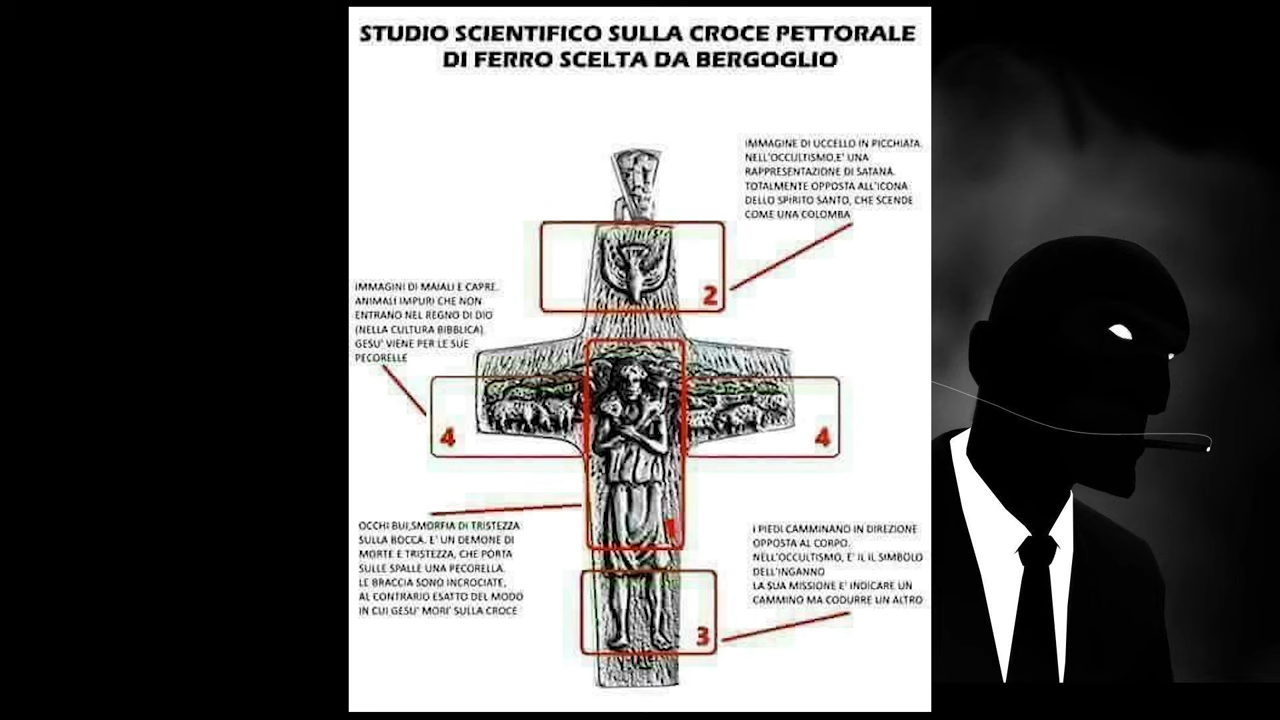 STUDIO SCIENTIFICO SULLA CROCE PETTORALE
DI FERRO SCELTA DA BERGOGLIO
IMMAGINE DI UCCELLO IN PICCHIATA.
NELL'OCCULTISMO,E' UNA
RAPPRESENTAZIONE DI SATANA.
TOTALMENTE OPPOSTA ALL'ICONA
DELLO SPIRITO SANTO, CHE SCENDE
COME UNA COLOMBA
2
IMMAGINI DI MAIALI E CAPRE.
ANIMALI IMPURI CHE NON
ENTRANO NEL REGNO DI DIO
(NELLA CULTURA BIBBLICA)
GESU' VIENE PER LE SUE
PECORELLE
4
4
OCCHI BUI,SMORFIA DI TRISTEZZA
SULLA BOCCA. E' UN DEMONE DI
MORTE E TRISTEZZA, CHE PORTA
SULLE SPALLE UNA PECORELLA.
LE BRACCIA SONO INCROCIATE,
AL CONTRARIO ESATTO DEL MODO
IN CUI GESU' MORI' SULLA CROCE
1
I PIEDI CAMMINANO IN DIREZIONE
OPPOSTA AL CORPO.
NELL'OCCULTISMO, E' IL IL SIMBOLO
DELL'INGANNO
LA SUA MISSIONE E' INDICARE UN
CAMMINO MA CODURRE UN ALTRO
3